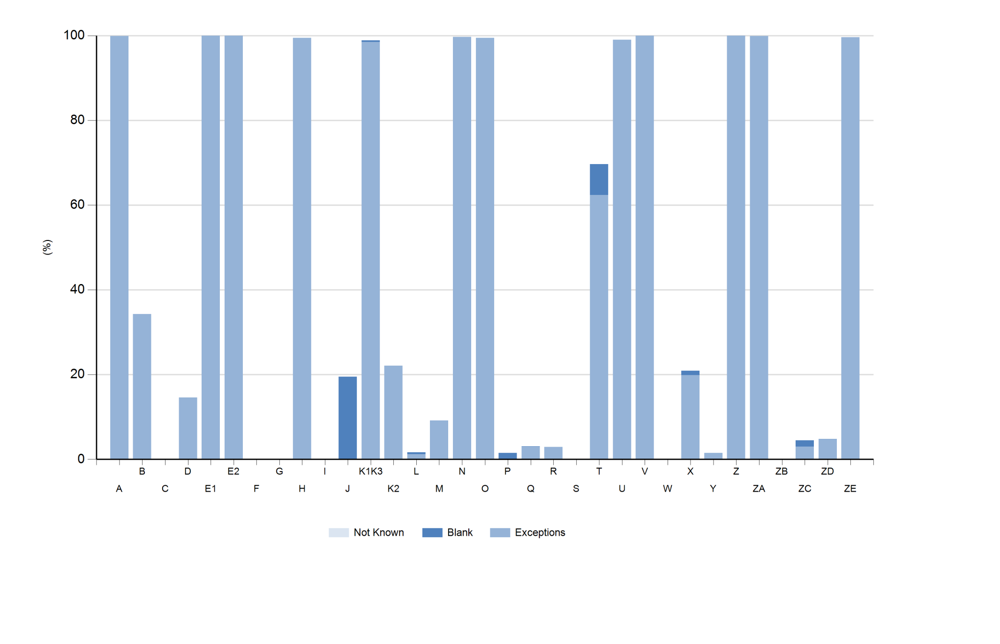 100
80
60
40
20
0
(%)
B D E2 G I K1K3 L N P R T V X Z ZB ZD
A C E1 F H J K2 M O Q S U W Y ZA ZC ZE
Not Known Blank Exceptions